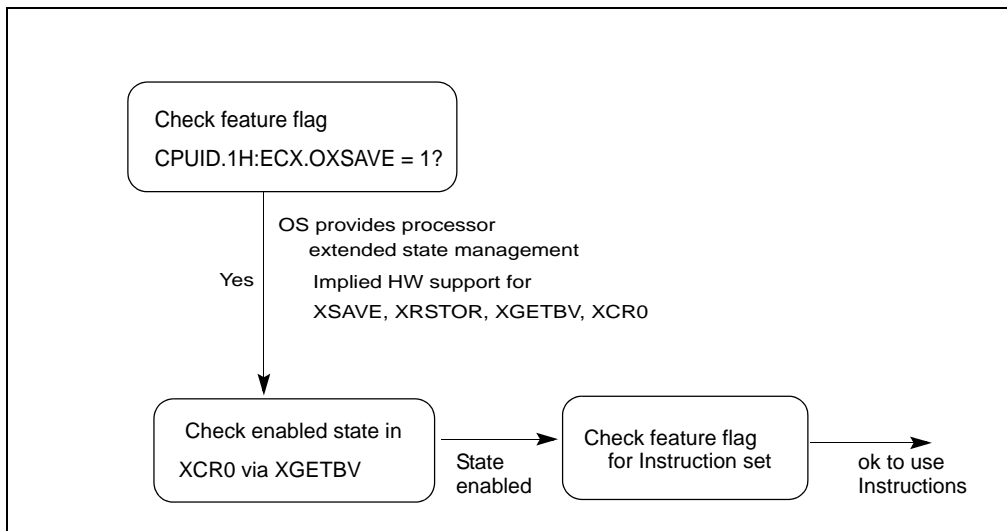 Check feature flag
CPUID.1H:ECX.OXSAVE = 1?
OS provides processor
extended state management
Yes
Implied HW support for
XSAVE, XRSTOR, XGETBV, XCR0
Check enabled state in
XCR0 via XGETBV
State
enabled
Check feature flag
for Instruction set
ok to use
Instructions